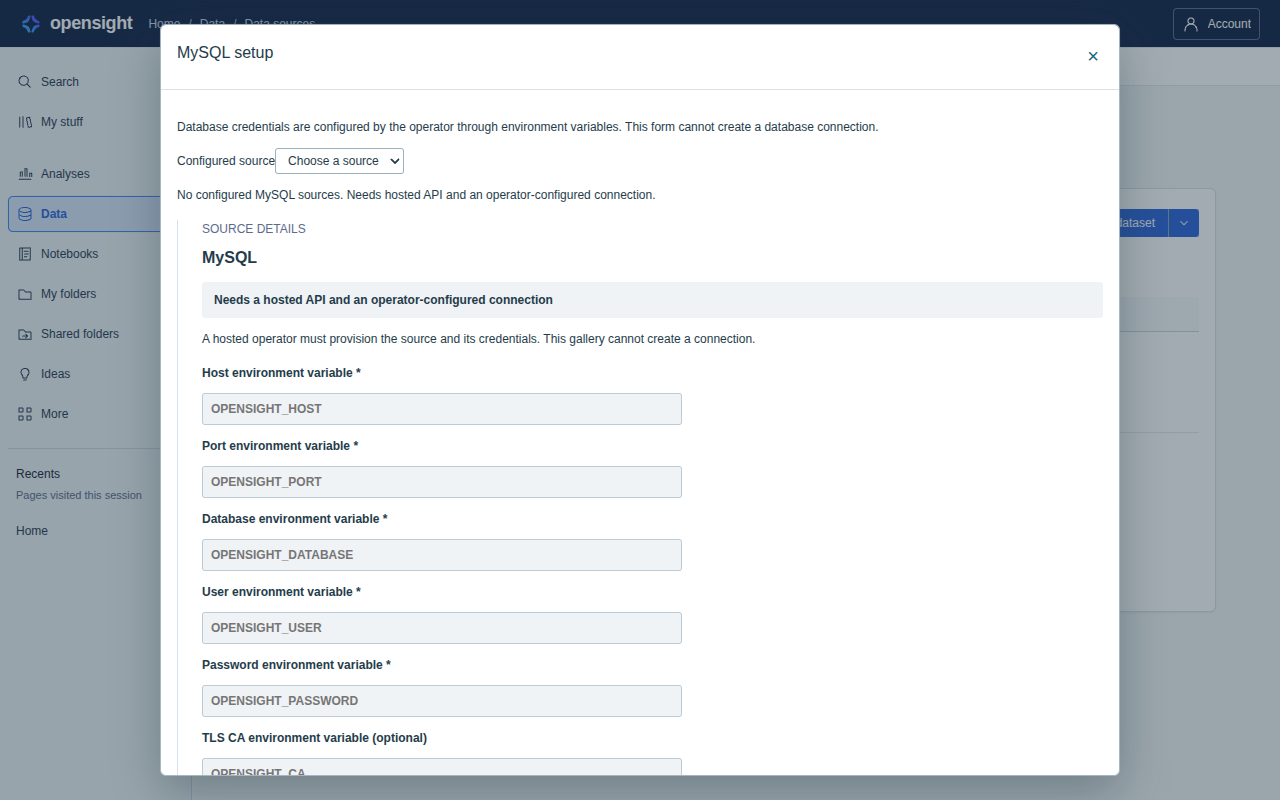 opensight
Home / Data / Data sources
Account
MySQL setup
×
Search
My stuff
Analyses
Data
Notebooks
My folders
Shared folders
Ideas
More
Recents
Pages visited this session
Home
Database credentials are configured by the operator through environment variables. This form cannot create a database connection.
Configured source Choose a source
No configured MySQL sources. Needs hosted API and an operator-configured connection.
SOURCE DETAILS
MySQL
Needs a hosted API and an operator-configured connection
A hosted operator must provision the source and its credentials. This gallery cannot create a connection.
Host environment variable *
OPENSIGHT_HOST
Port environment variable *
OPENSIGHT_PORT
Database environment variable *
OPENSIGHT_DATABASE
User environment variable *
OPENSIGHT_USER
Password environment variable *
OPENSIGHT_PASSWORD
TLS CA environment variable (optional)
OPENSIGHT_CA